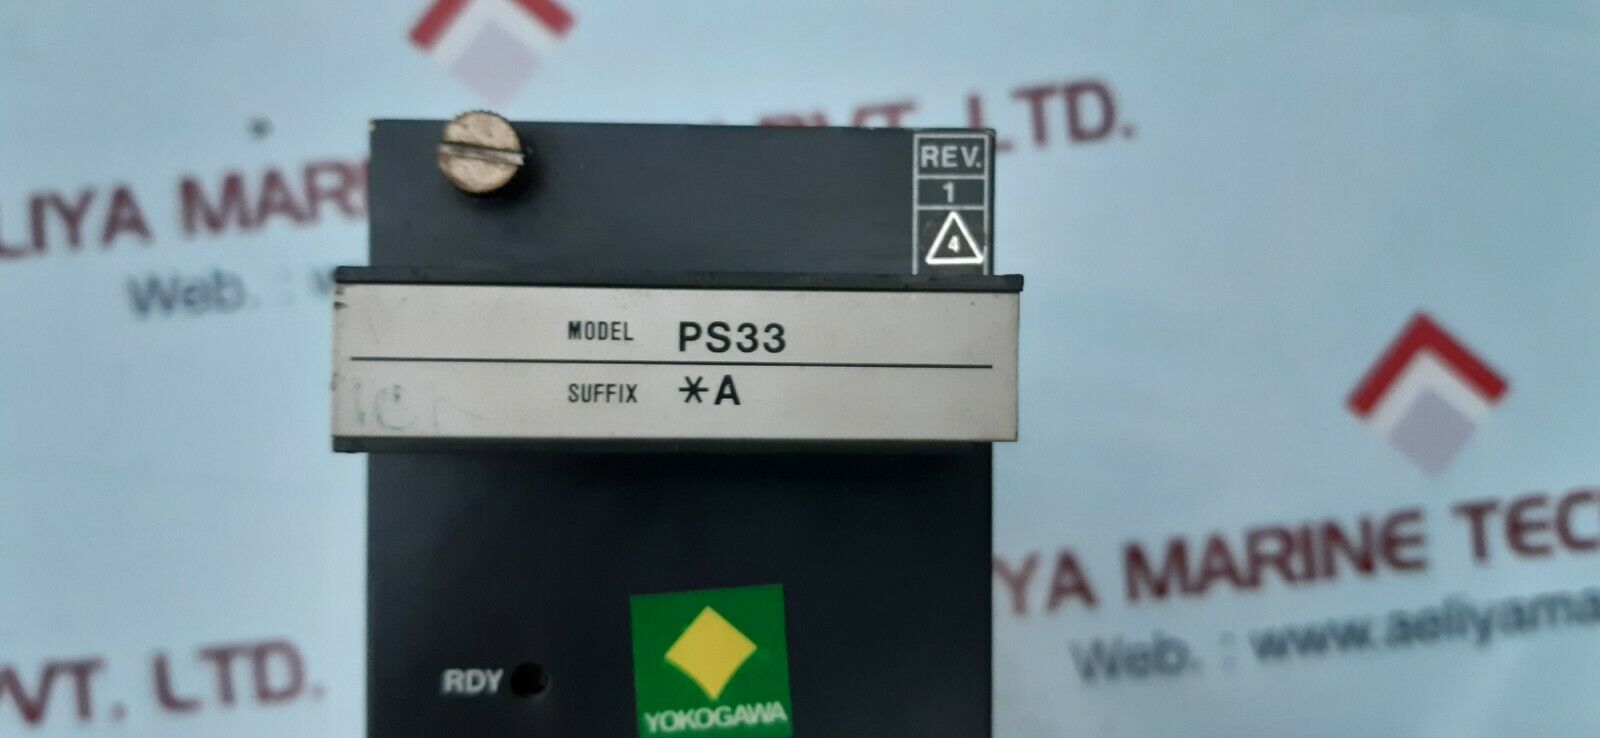 VT. LTD.
LIYA MAR
Web. :
REV.
1
4
MODEL PS33
SUFFIX *A
YA MARINE TEC
Web. : www.aeliyama
RDY
YOKOGAWA
VT. LTD.